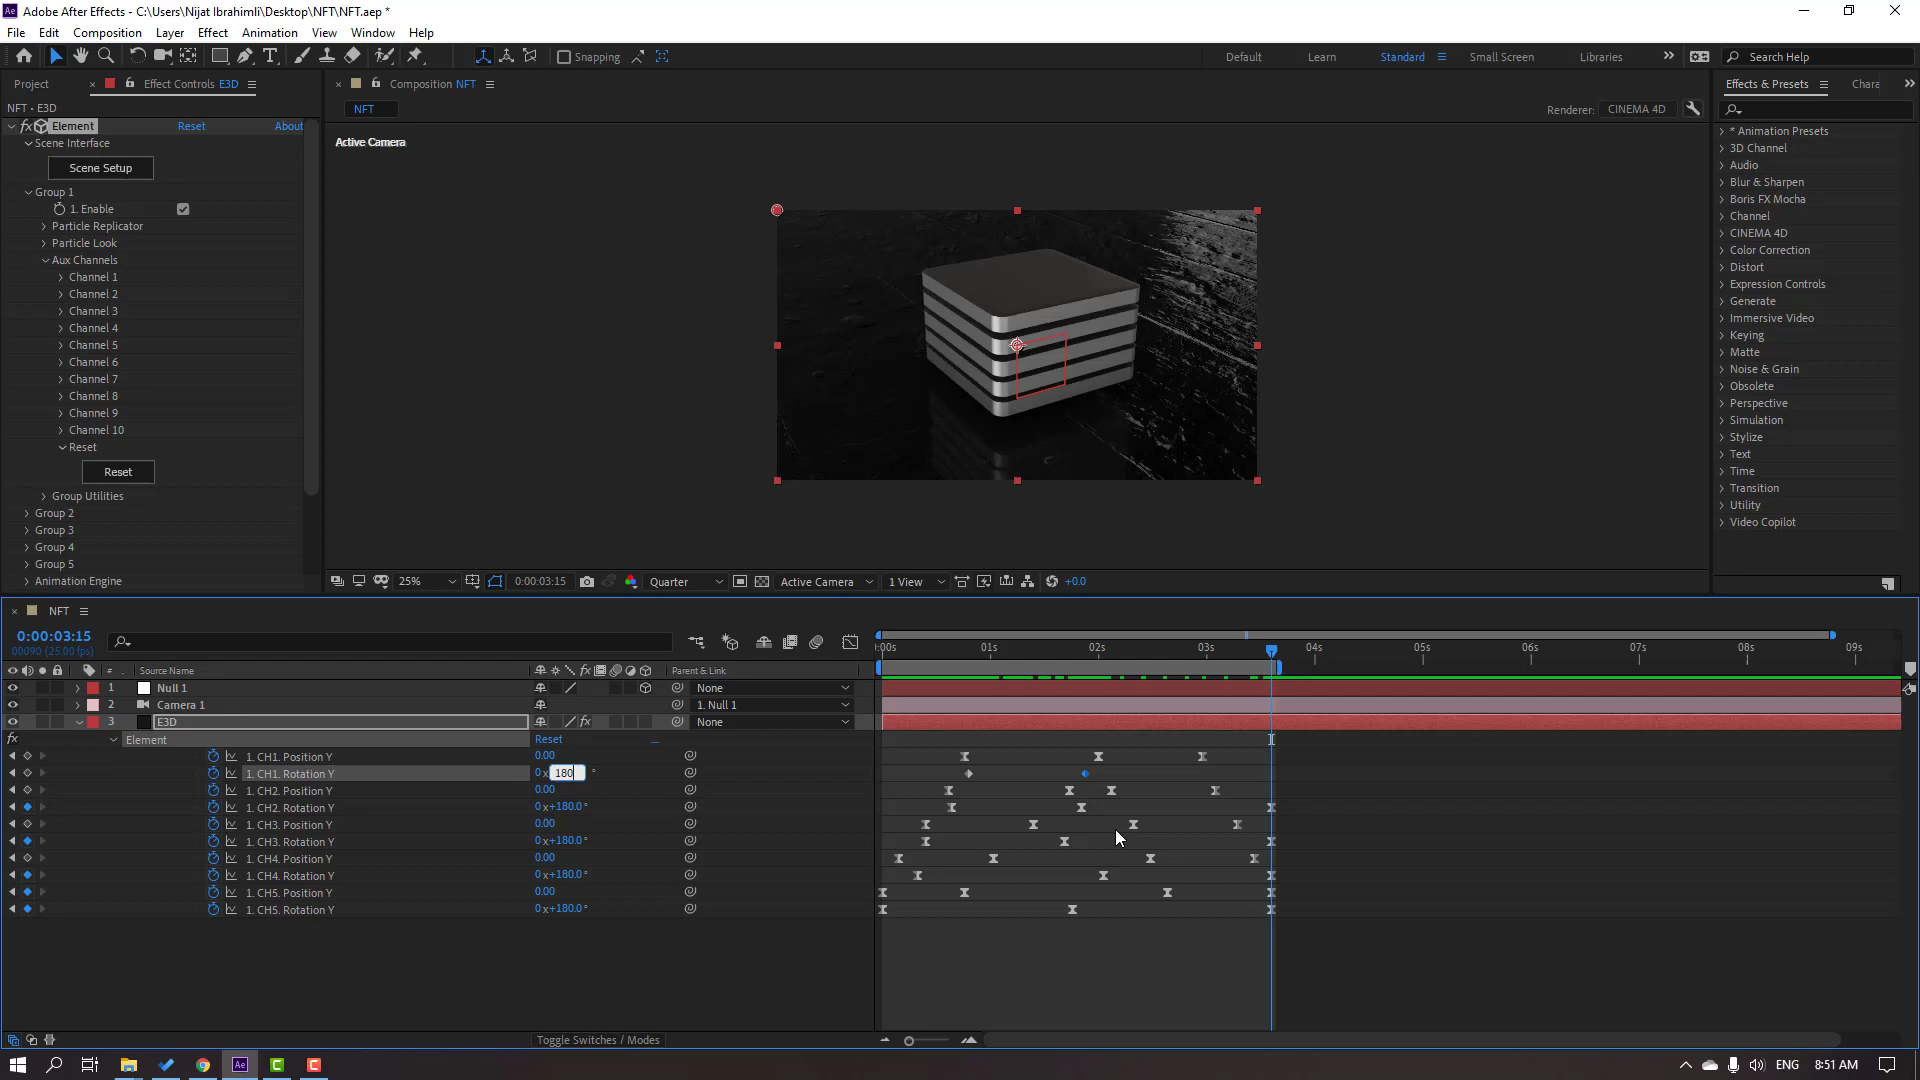 Adobe After Effects - C:\Users\Nijat Ibrahimli\Desktop\NFT\NFT.aep *
File Edit Composition Layer Effect Animation View Window Help
Snapping
Default Learn Standard Small Screen Libraries
Search Help
Project
Effect Controls E3D
Composition NFT
Effects & Presets
Chara
NFT • E3D
NFT
Renderer: CINEMA 4D
fx Element Reset About
Active Camera
Scene Interface
Scene Setup
Group 1
1. Enable
Particle Replicator
Particle Look
Aux Channels
Channel 1
Channel 2
Channel 3
Channel 4
Channel 5
Channel 6
Channel 7
Channel 8
Channel 9
Channel 10
Reset
Reset
Group Utilities
Group 2
Group 3
Group 4
Group 5
Animation Engine
* Animation Presets
3D Channel
Audio
Blur & Sharpen
Boris FX Mocha
Channel
CINEMA 4D
Color Correction
Distort
Expression Controls
Generate
Immersive Video
Keying
Matte
Noise & Grain
Obsolete
Perspective
Simulation
Stylize
Text
Time
Transition
Utility
Video Copilot
25% 0:00:03:15 Quarter Active Camera 1 View +0.0
NFT
0:00:03:15
00090 (25.00 fps)
:00s 01s 02s 03s 04s 05s 06s 07s 08s 09s
# Source Name fx Parent & Link
1 Null 1 None
2 Camera 1 1. Null 1
3 E3D fx None
fx Element Reset
1. CH1. Position Y 0.00
1. CH1. Rotation Y 0x 180 °
1. CH2. Position Y 0.00
1. CH2. Rotation Y 0x+180.0°
1. CH3. Position Y 0.00
1. CH3. Rotation Y 0x+180.0°
1. CH4. Position Y 0.00
1. CH4. Rotation Y 0x+180.0°
1. CH5. Position Y 0.00
1. CH5. Rotation Y 0x+180.0°
Toggle Switches / Modes
Ae
C
C
ENG 8:51 AM